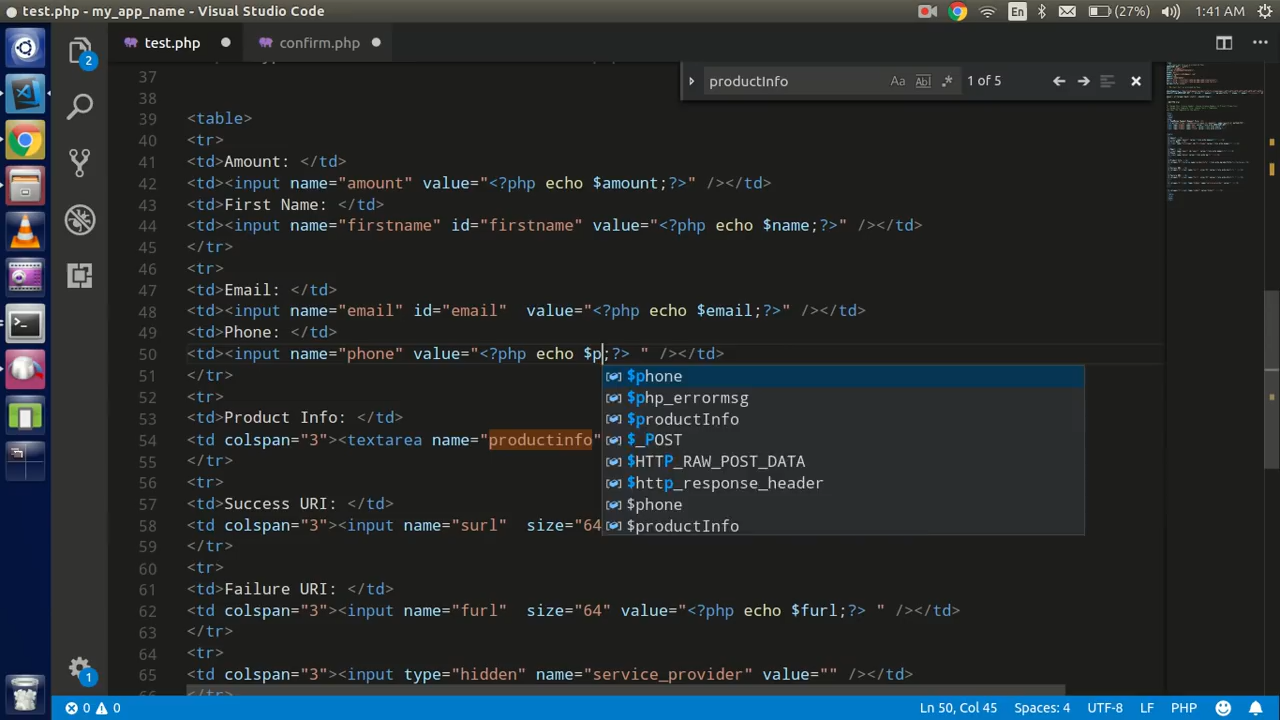 test.php - my_app_name - Visual Studio Code
En
(27%)
1:41 AM
test.php
confirm.php
2
productInfo
Aa
Ab
.*
1 of 5
37
38
39 <table>
40 <tr>
41 <td>Amount: </td>
42 <td><input name="amount" value="<?php echo $amount;?>" /></td>
43 <td>First Name: </td>
44 <td><input name="firstname" id="firstname" value="<?php echo $name;?>" /></td>
45 </tr>
46 <tr>
47 <td>Email: </td>
48 <td><input name="email" id="email"  value="<?php echo $email;?>" /></td>
49 <td>Phone: </td>
50 <td><input name="phone" value="<?php echo $p;?> " /></td>
51 </tr>
52 <tr>
53 <td>Product Info: </td>
54 <td colspan="3"><textarea name="productinfo"
55 </tr>
56 <tr>
57 <td>Success URI: </td>
58 <td colspan="3"><input name="surl"  size="64
59 </tr>
60 <tr>
61 <td>Failure URI: </td>
62 <td colspan="3"><input name="furl"  size="64" value="<?php echo $furl;?> " /></td>
63 </tr>
64 <tr>
65 <td colspan="3"><input type="hidden" name="service_provider" value="" /></td>
66 </tr>
$phone
$php_errormsg
$productInfo
$_POST
$HTTP_RAW_POST_DATA
$http_response_header
$phone
$productInfo
1
0
0
Ln 50, Col 45
Spaces: 4
UTF-8
LF
PHP